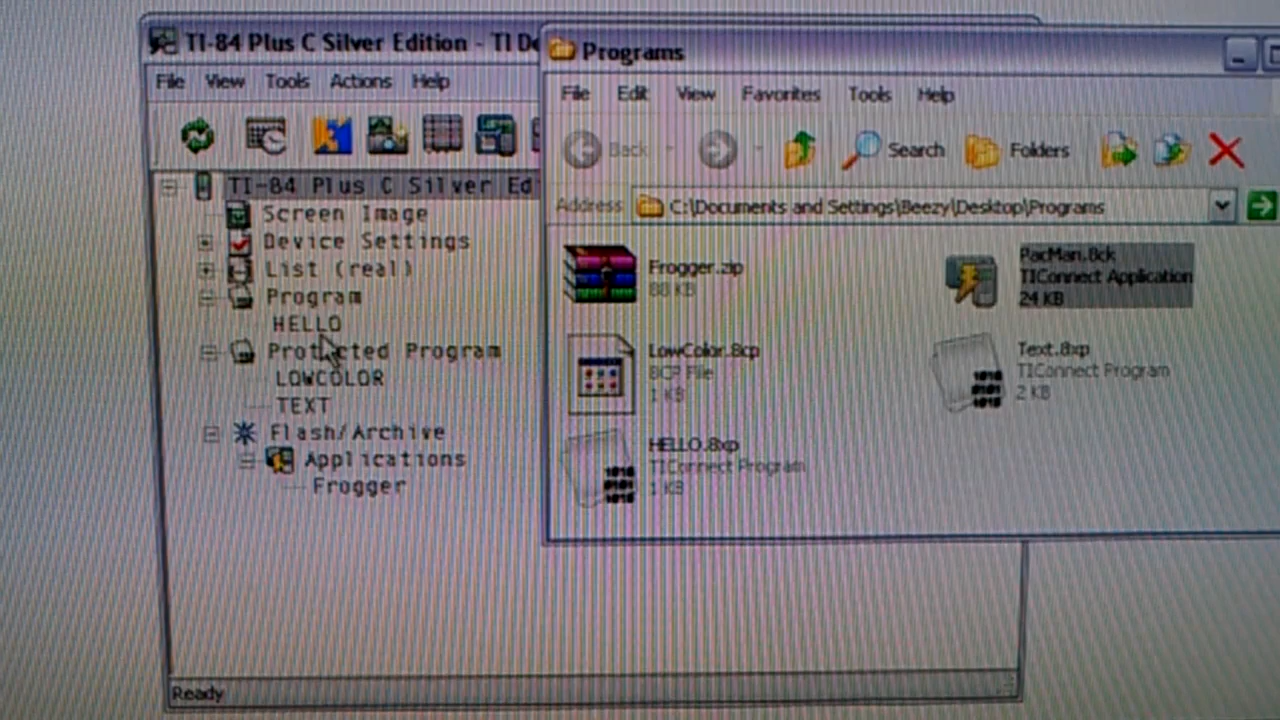 TI-84 Plus C Silver Edition - TI De
File View Tools Actions Help
TI-84 Plus C Silver Ed
Screen Image
Device Settings
List (real)
Program
HELLO
Protected Program
LOWCOLOR
TEXT
Flash/Archive
Applications
Frogger
Ready
Programs
File Edit View Favorites Tools Help
Back Search Folders
Address C:\Documents and Settings\Beezy\Desktop\Programs
Frogger.zip
88 KB
PacMan.8ck
TIConnect Application
24 KB
LowColor.8cp
8CP File
1 KB
Text.8xp
TIConnect Program
2 KB
HELLO.8xp
TIConnect Program
1 KB